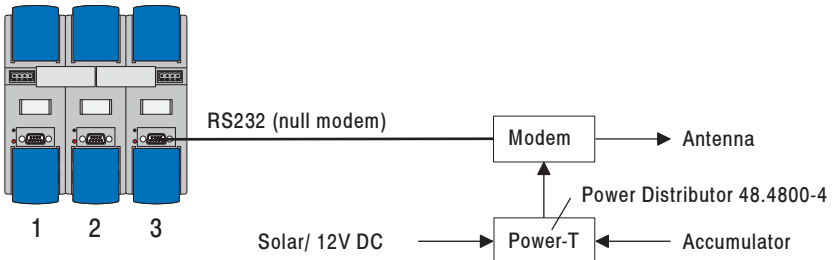 RS232 (null modem)
Modem
Antenna
Power Distributor 48.4800-4
1 2 3
Solar/ 12V DC
Power-T
Accumulator